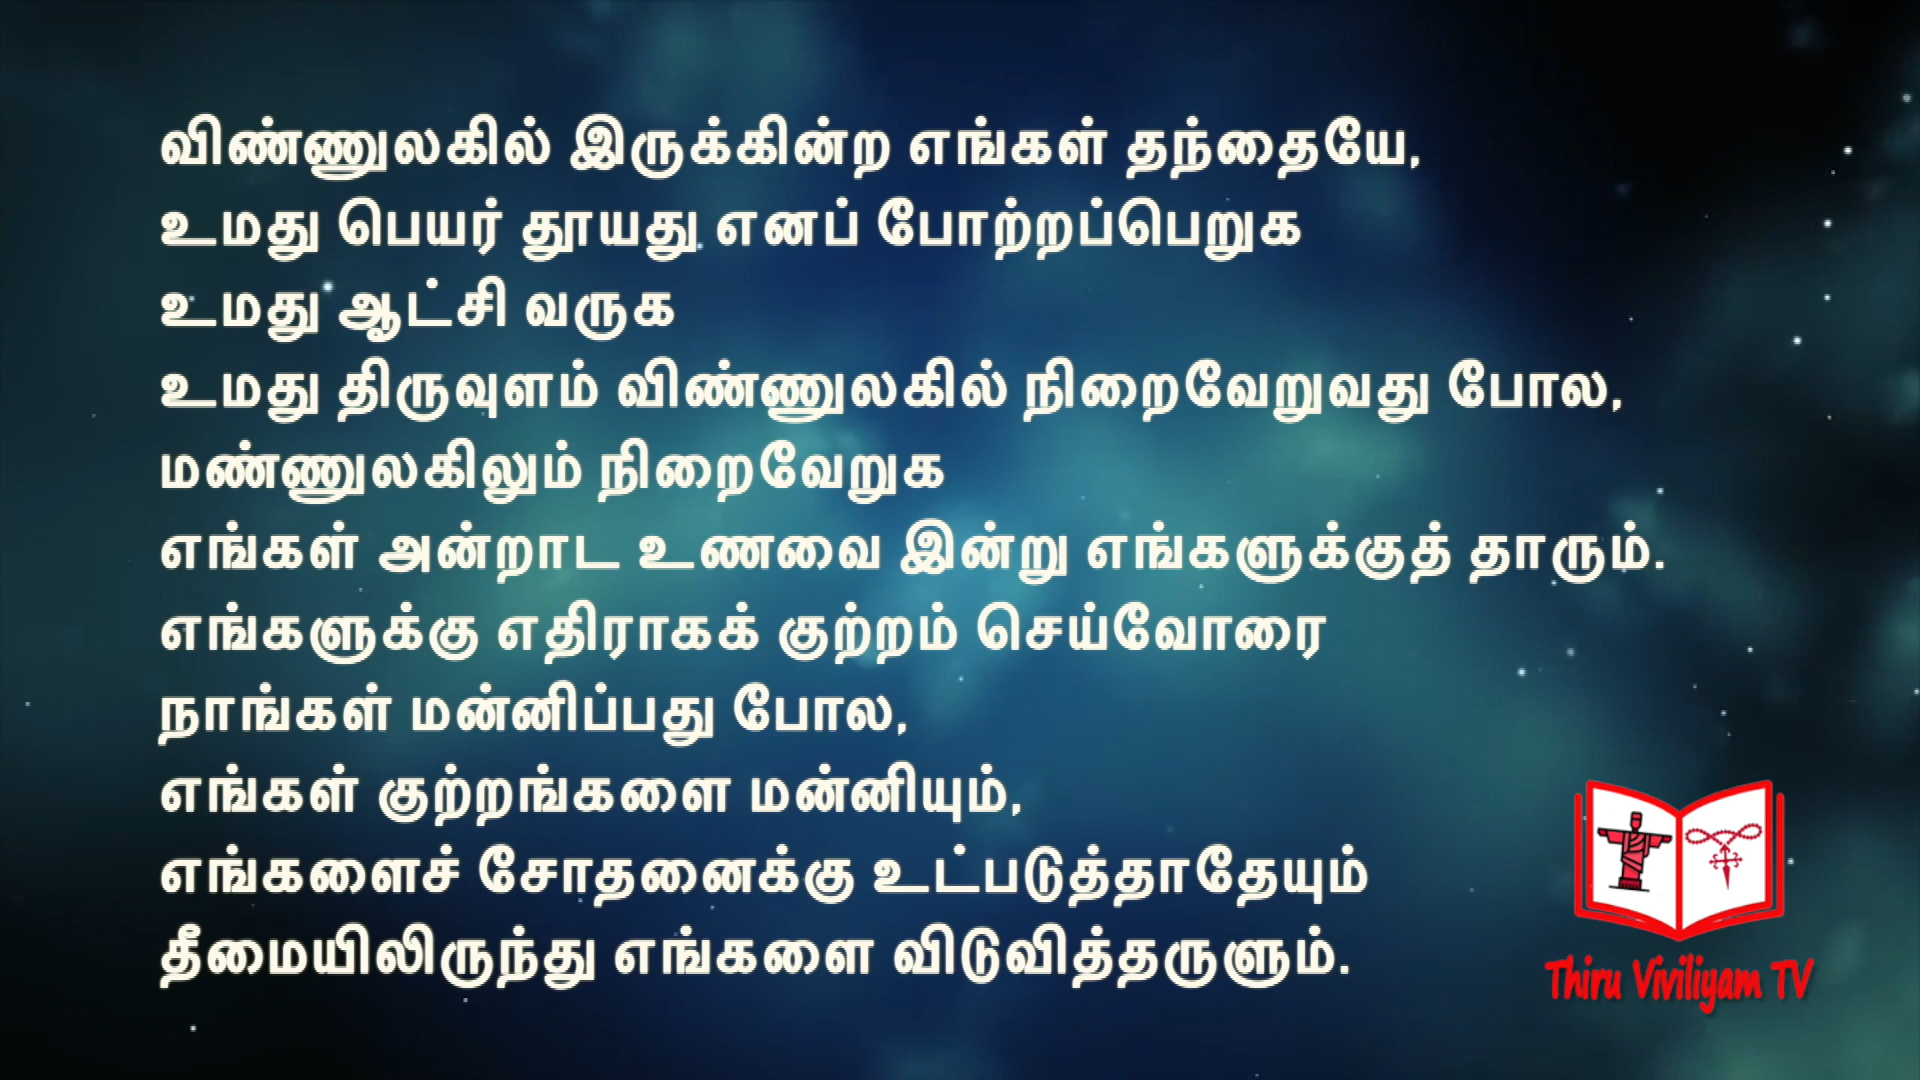 விண்ணுலகில் இருக்கின்ற எங்கள் தந்தையே,
உமது பெயர் தூயது எனப் போற்றப்பெறுக
உமது ஆட்சி வருக
உமது திருவுளம் விண்ணுலகில் நிறைவேறுவது போல,
மண்ணுலகிலும் நிறைவேறுக
எங்கள் அன்றாட உணவை இன்று எங்களுக்குத் தாரும்.
எங்களுக்கு எதிராகக் குற்றம் செய்வோரை
நாங்கள் மன்னிப்பது போல,
எங்கள் குற்றங்களை மன்னியும்,
எங்களைச் சோதனைக்கு உட்படுத்தாதேயும்
தீமையிலிருந்து எங்களை விடுவித்தருளும்.
Thiru Viviliyam TV